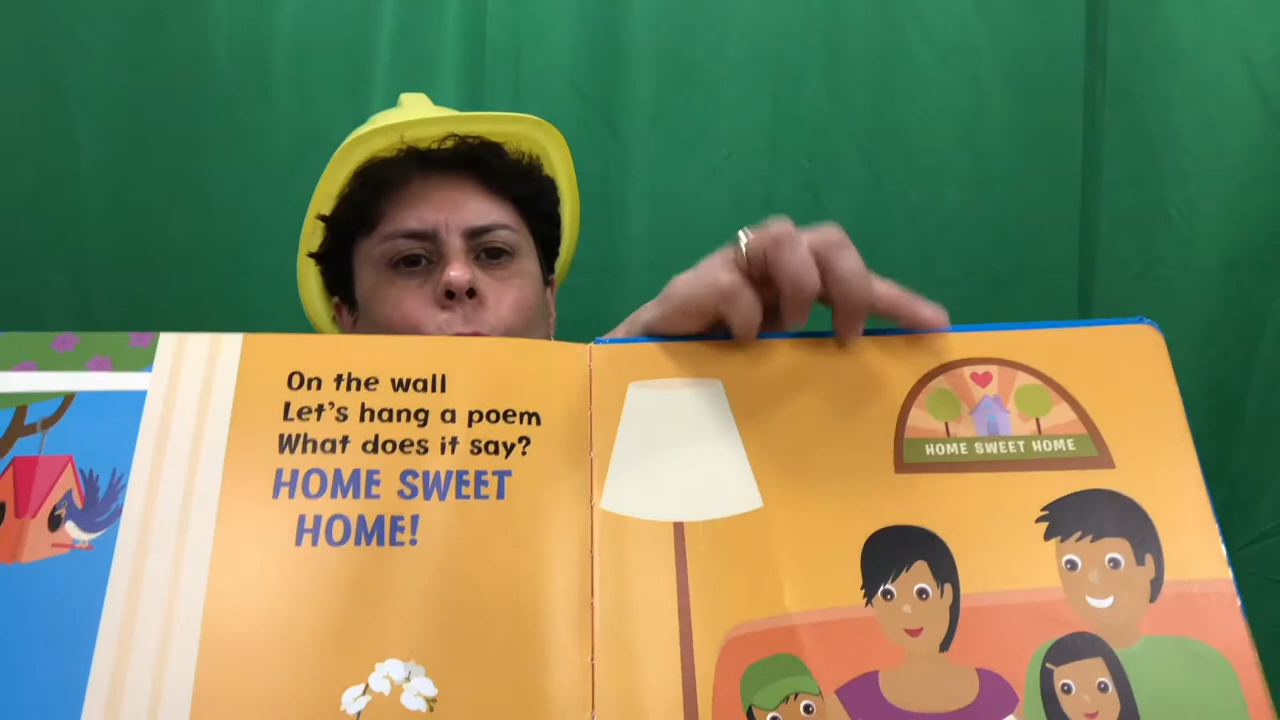 On the wall
Let's hang a poem
What does it say?
HOME SWEET
HOME!
HOME SWEET HOME